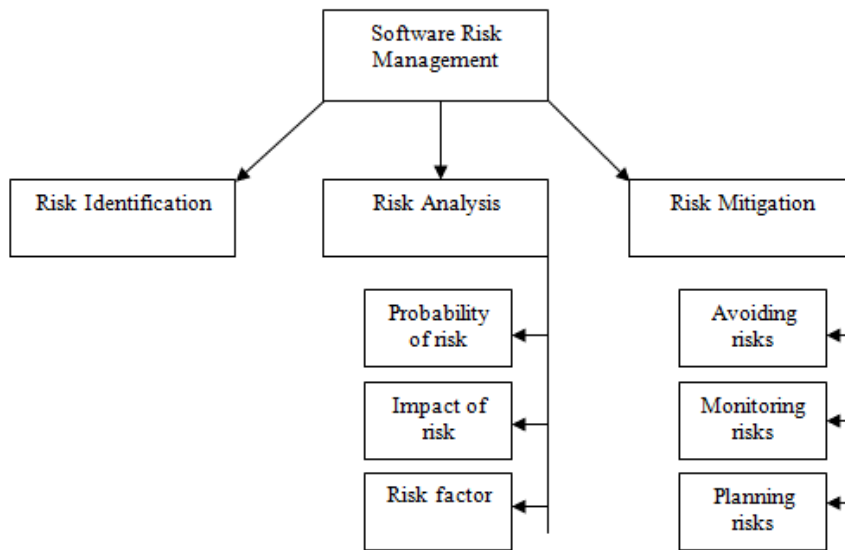 Software Risk
Management
Risk Identification
Risk Analysis
Risk Mitigation
Probability
of risk
Avoiding
risks
Impact of
risk
Monitoring
risks
Risk factor
Planning
risks